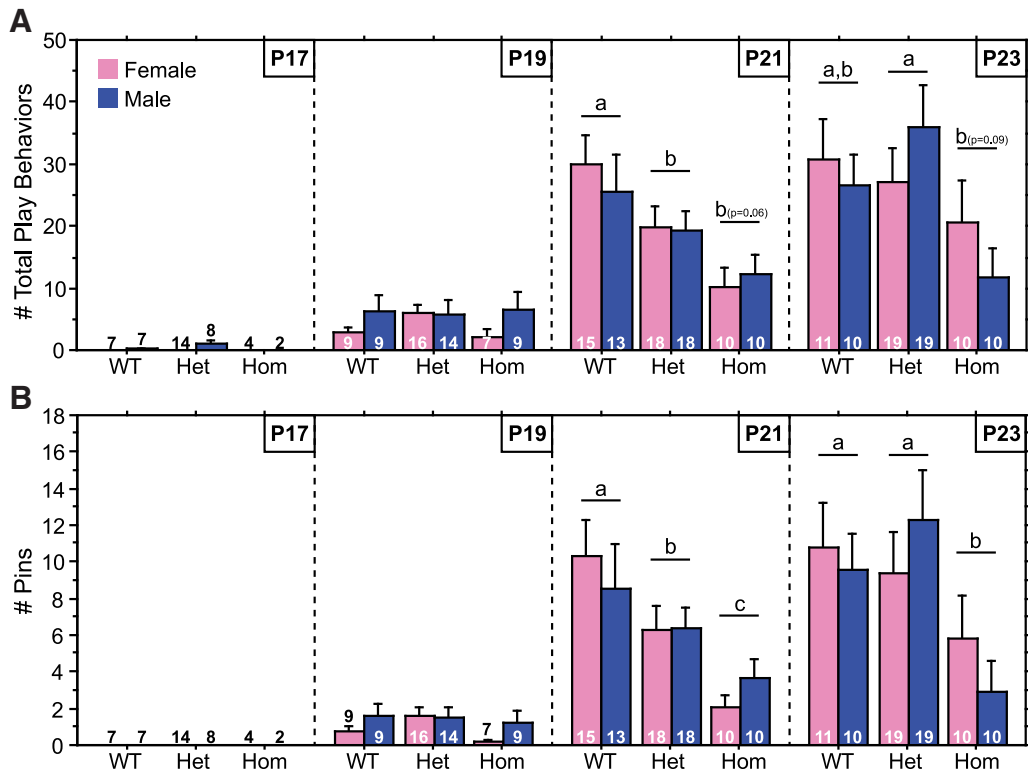 A
50
40
30
20
10
0
# Total Play Behaviors
Female
Male
P17
P19
P21
P23
a
b
b(p=0.06)
a,b
a
b(p=0.09)
7 7 14 8 4 2
9 9 16 14 7 9
15 13 18 18 10 10
11 10 19 19 10 10
WT Het Hom
WT Het Hom
WT Het Hom
WT Het Hom
B
18
16
14
12
10
8
6
4
2
0
# Pins
P17
P19
P21
P23
a
b
c
a
a
b
7 7 14 8 4 2
9 9 16 14 7 9
15 13 18 18 10 10
11 10 19 19 10 10
WT Het Hom
WT Het Hom
WT Het Hom
WT Het Hom